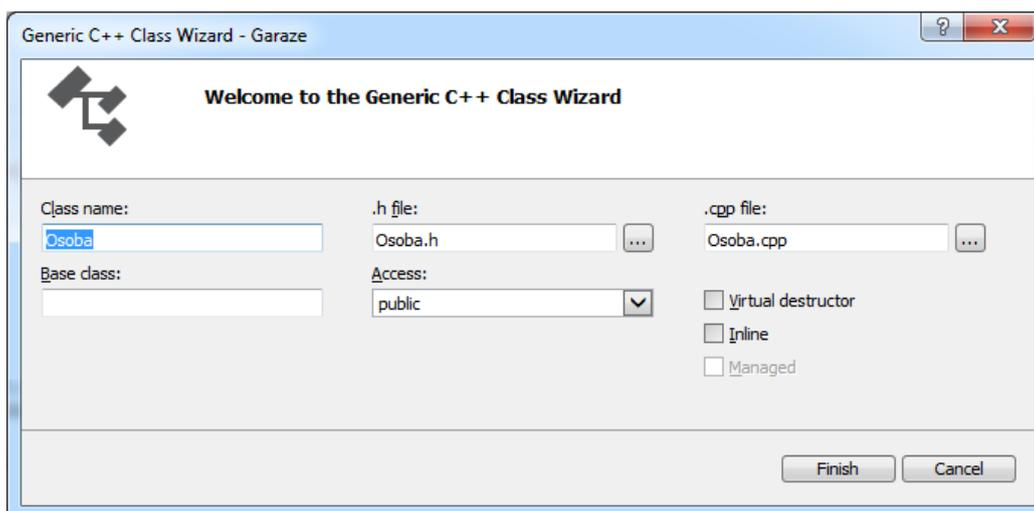 Generic C++ Class Wizard - Garaze
Welcome to the Generic C++ Class Wizard
Class name:
.h file:
.cpp file:
Osoba
Osoba.h
...
Osoba.cpp
...
Base class:
Access:
public
Virtual destructor
Inline
Managed
Finish
Cancel